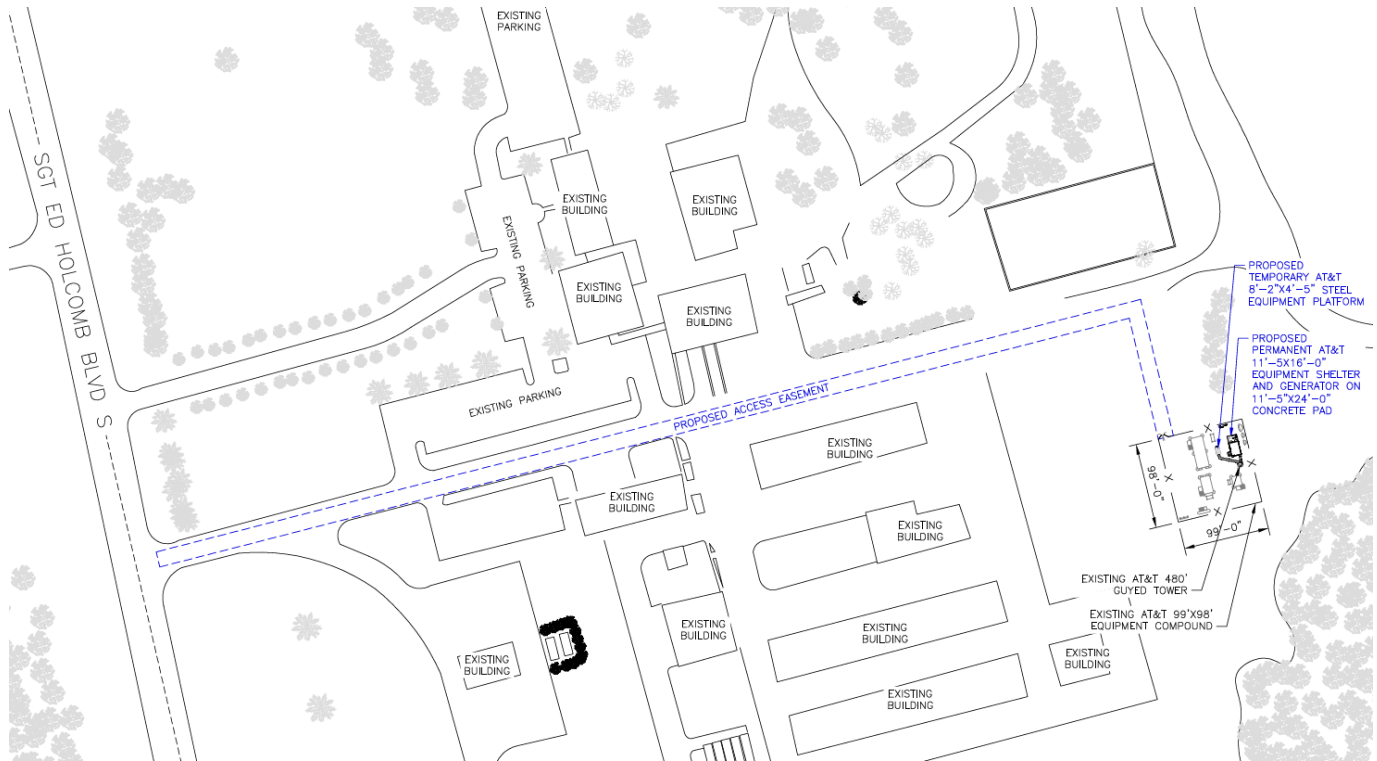 EXISTING
PARKING
SGT ED HOLCOMB BLVD S
EXISTING
BUILDING
EXISTING
BUILDING
EXISTING PARKING
EXISTING
BUILDING
EXISTING
BUILDING
PROPOSED
TEMPORARY AT&T
8'-2"X4'-5" STEEL
EQUIPMENT PLATFORM
PROPOSED
PERMANENT AT&T
11'-5X16'-0"
EQUIPMENT SHELTER
AND GENERATOR ON
11'-5"X24'-0"
CONCRETE PAD
EXISTING PARKING
PROPOSED ACCESS EASEMENT
EXISTING
BUILDING
98'-0"
EXISTING
BUILDING
EXISTING
BUILDING
99'-0"
EXISTING AT&T 480'
GUYED TOWER
EXISTING AT&T 99'X98'
EQUIPMENT COMPOUND
EXISTING
BUILDING
EXISTING
BUILDING
EXISTING
BUILDING
EXISTING
BUILDING
EXISTING
BUILDING